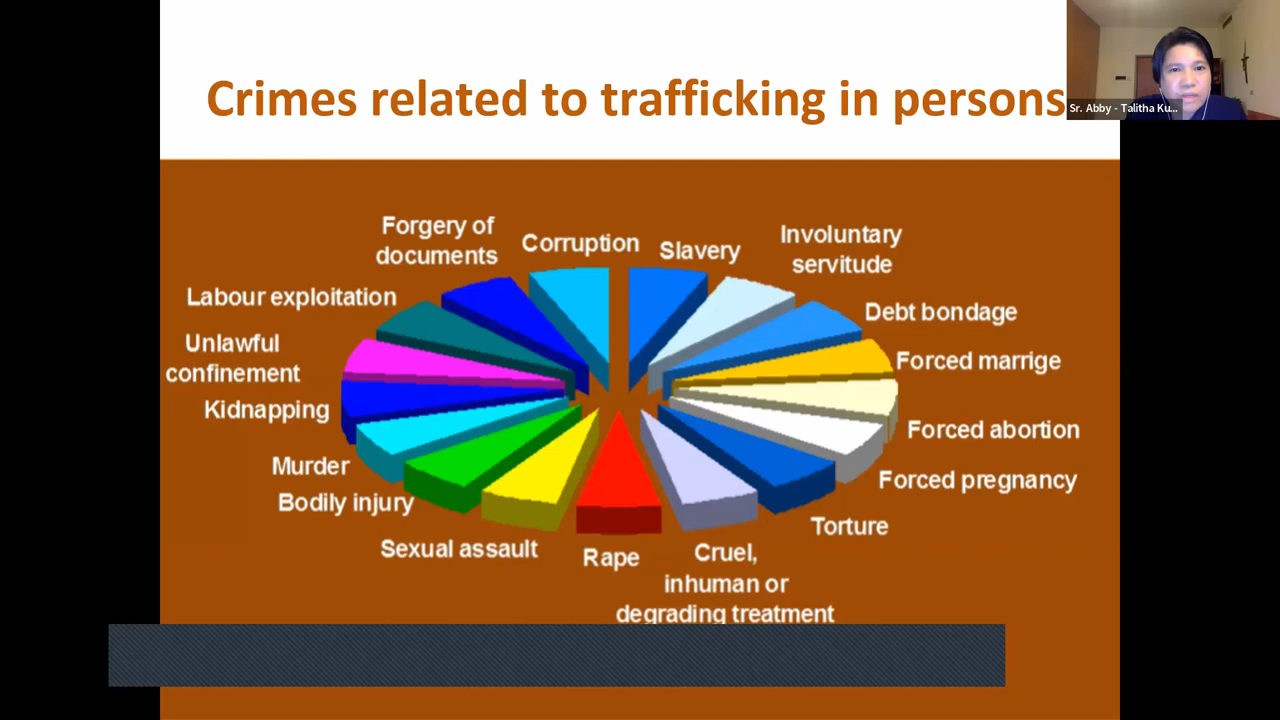 Crimes related to trafficking in persons
Sr. Abby - Talitha Ku...
Forgery of
documents
Corruption
Slavery
Involuntary
servitude
Labour exploitation
Debt bondage
Unlawful
confinement
Forced marrige
Kidnapping
Forced abortion
Murder
Forced pregnancy
Bodily injury
Torture
Sexual assault
Rape
Cruel,
inhuman or
degrading treatment